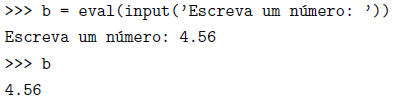 >>> b = eval(input('Escreva um número: '))
Escreva um número: 4.56
>>> b
4.56